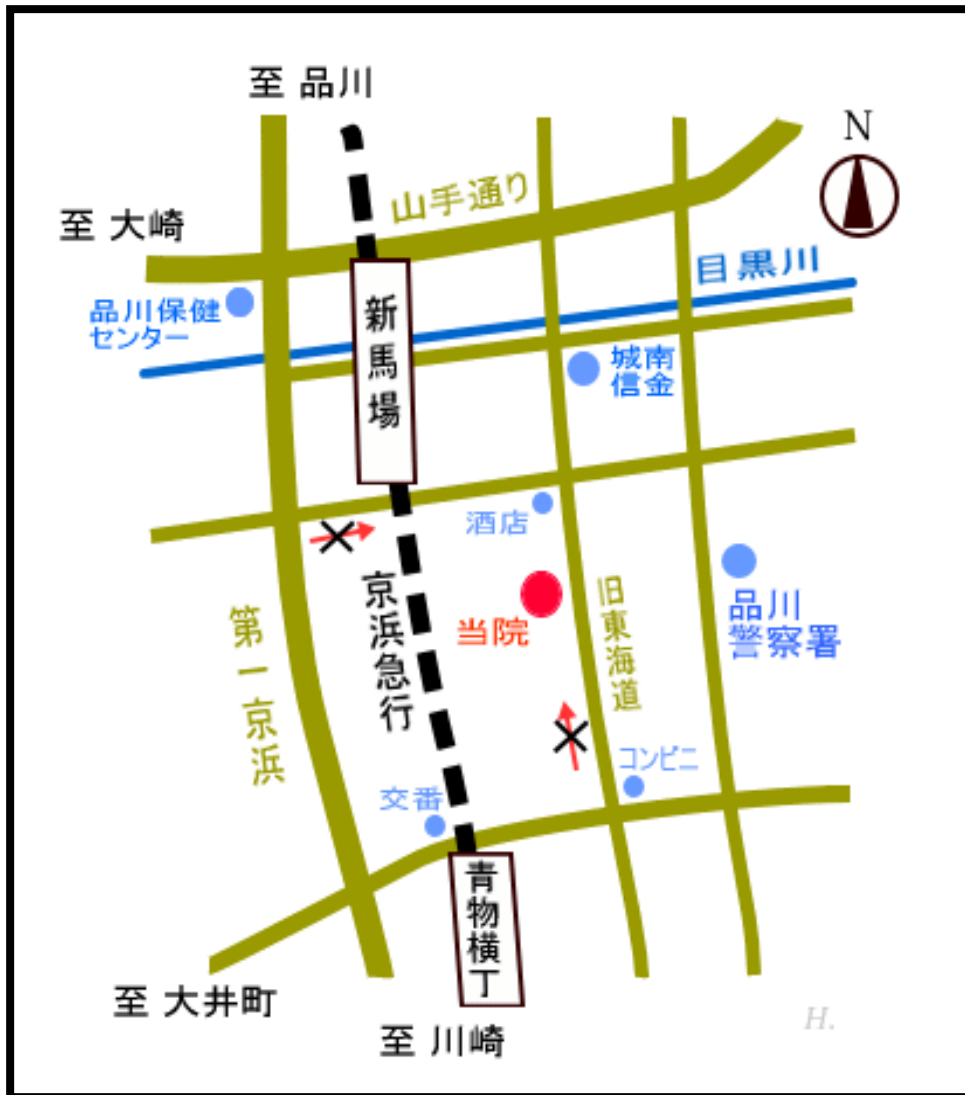 至 品川
N
山手通り
至 大崎
目黒川
品川保健
センター
新馬場
城南
信金
酒店
京浜急行
当院
旧東海道
品川
警察署
第一京浜
コンビニ
交番
青物横丁
至 大井町
至 川崎
H.